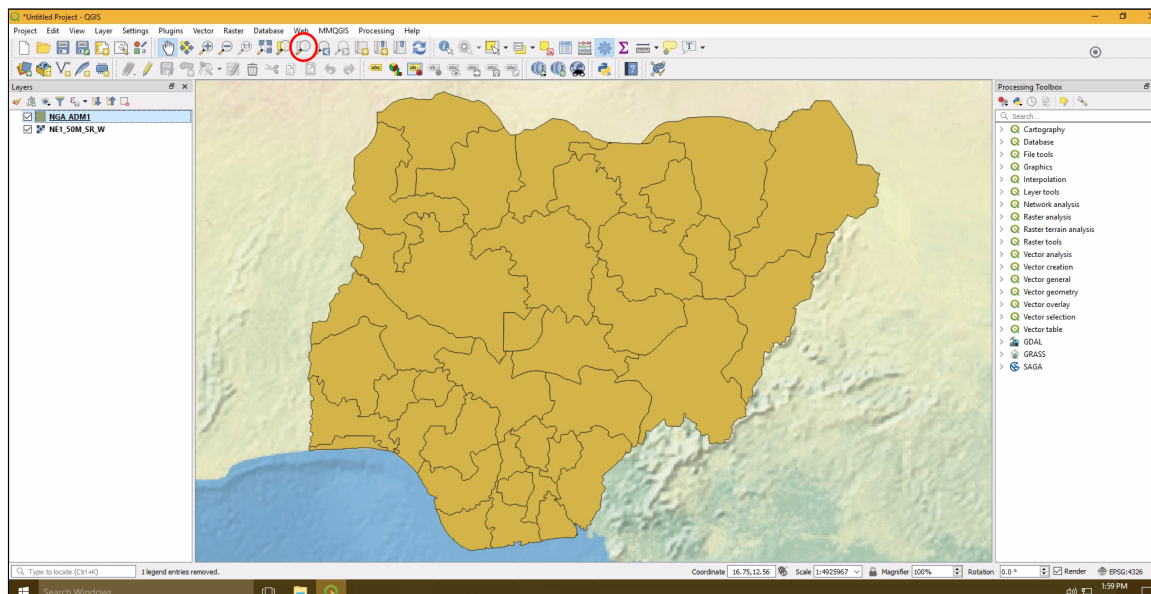 *Untitled Project - QGIS
Project Edit View Layer Settings Plugins Vector Raster Database Web MMQGIS Processing Help
Layers
NGA_ADM1
NE1_50M_SR_W
Processing Toolbox
Search...
Cartography
Database
File tools
Graphics
Interpolation
Layer tools
Network analysis
Raster analysis
Raster terrain analysis
Raster tools
Vector analysis
Vector creation
Vector general
Vector geometry
Vector overlay
Vector selection
Vector table
GDAL
GRASS
SAGA
Type to locate (Ctrl+K) 1 legend entries removed. Coordinate 16.75,12.56 Scale 1:4925967 Magnifier 100% Rotation 0.0 ° Render EPSG:4326
Search Windows 1:59 PM